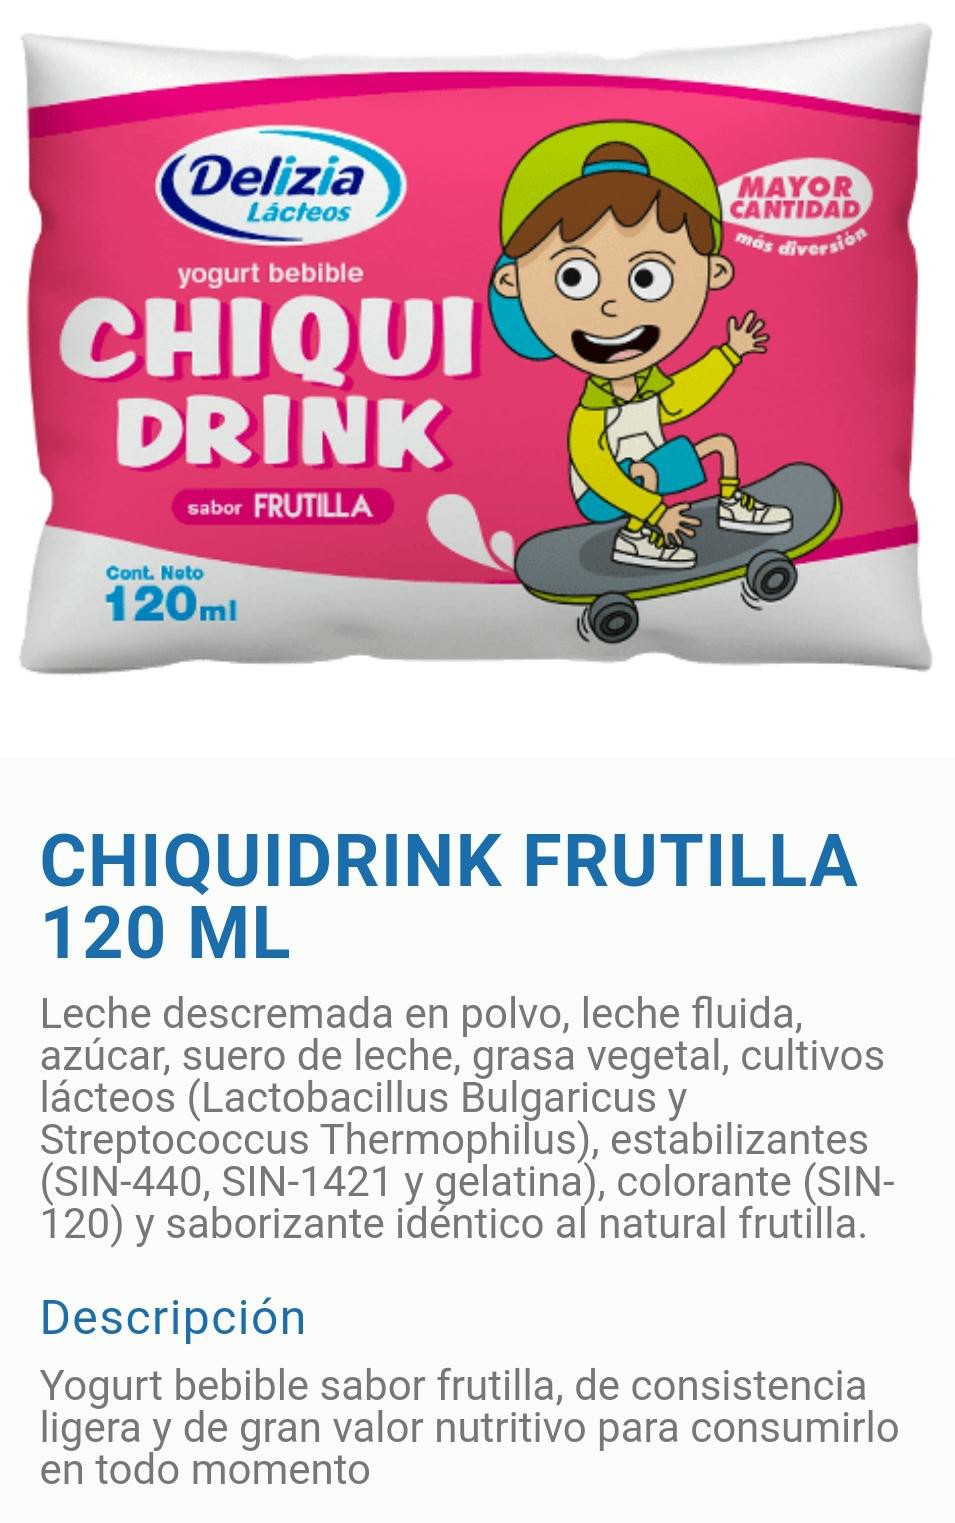 Delizia
Lácteos
yogurt bebible
CHIQUI
DRINK
sabor FRUTILLA
Cont. Neto
120 ml
MAYOR
CANTIDAD
más diversión
CHIQUIDRINK FRUTILLA
120 ML
Leche descremada en polvo, leche fluida,
azúcar, suero de leche, grasa vegetal, cultivos
lácteos (Lactobacillus Bulgaricus y
Streptococcus Thermophilus), estabilizantes
(SIN-440, SIN-1421 y gelatina), colorante (SIN-
120) y saborizante idéntico al natural frutilla.
Descripción
Yogurt bebible sabor frutilla, de consistencia
ligera y de gran valor nutritivo para consumirlo
en todo momento